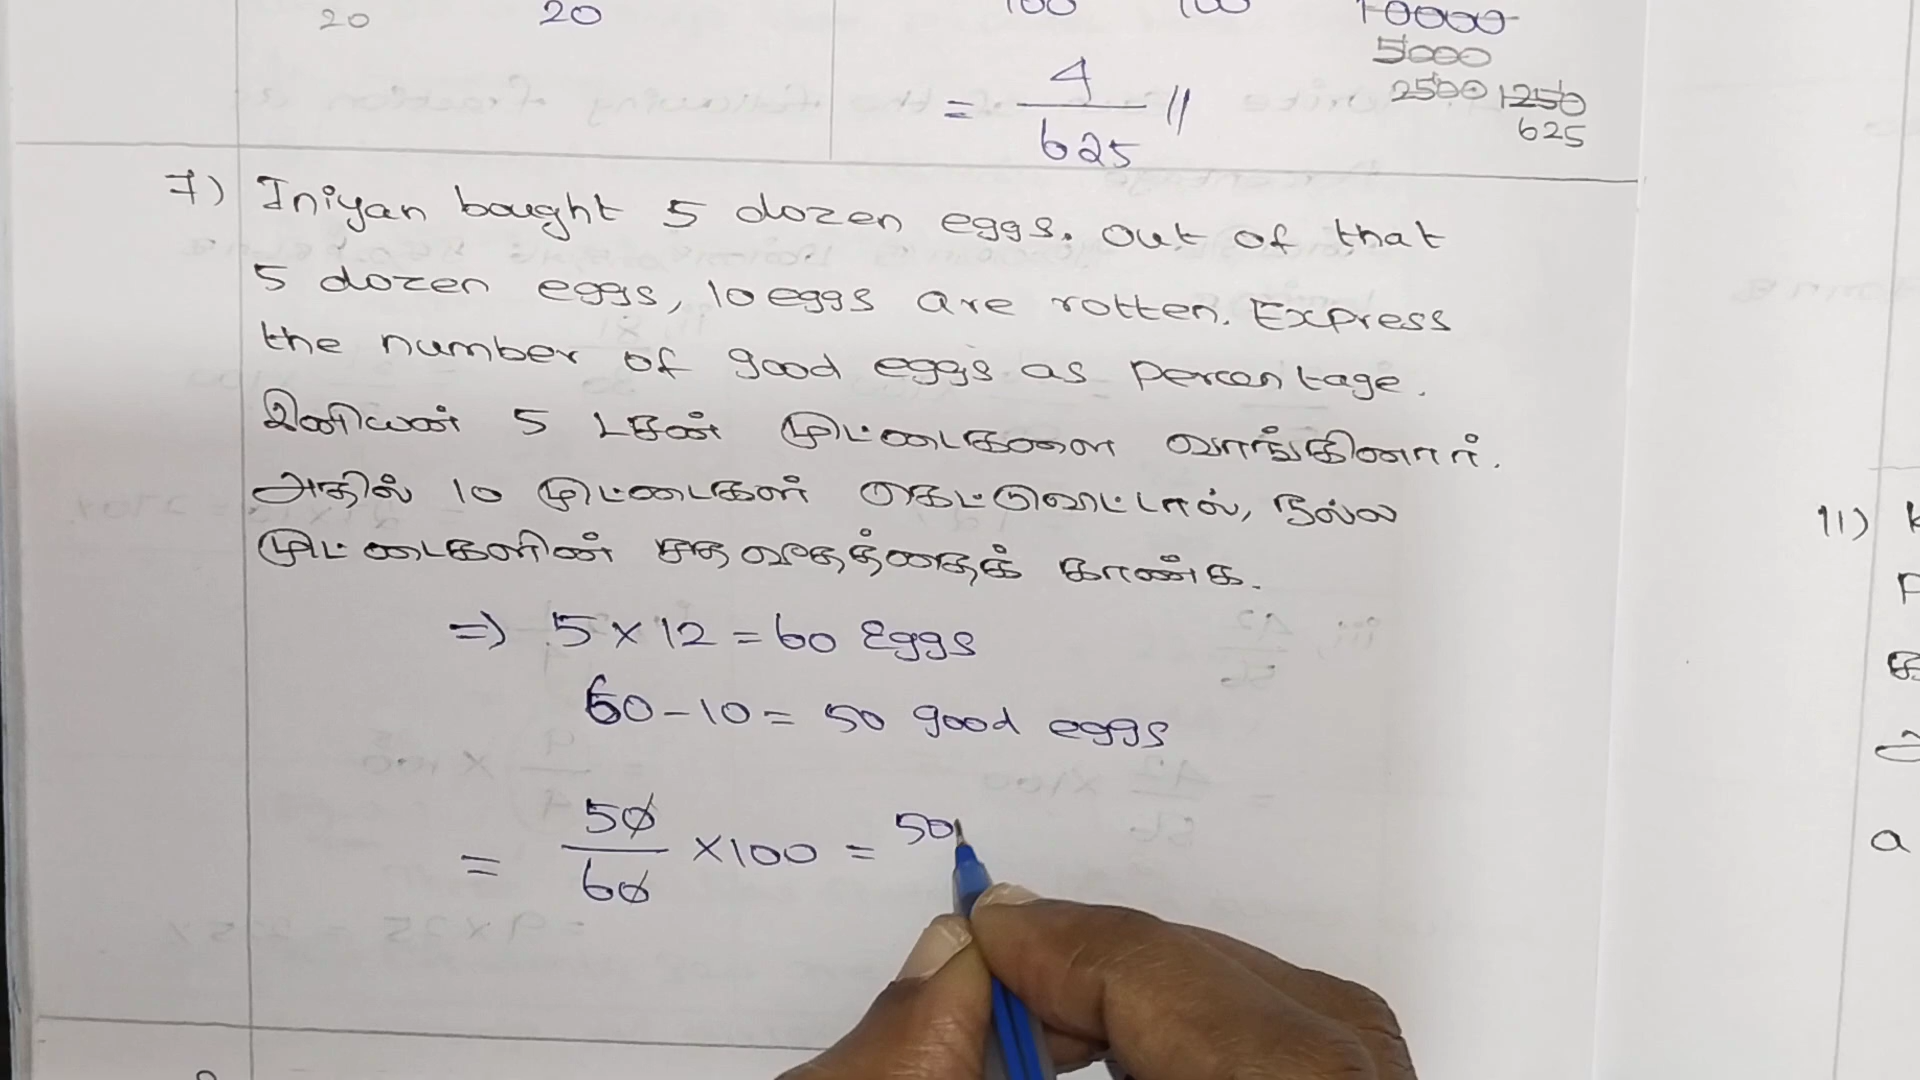 20 20
100 100 10000
5000
= 4/625 // 2500 1250
625
7) Iniyan bought 5 dozen eggs. Out of that
5 dozen eggs, 10 eggs are rotten. Express
the number of good eggs as percentage.
இனியன் 5 டசன் முட்டைகளை வாங்கினார்.
அதில் 10 முட்டைகள் கெட்டுவிட்டால், நல்ல
முட்டைகளின் சதவீதத்தைக் காண்க.
=) 5 × 12 = 60 Eggs
60 - 10 = 50 good eggs
= 50/60 × 100 = 50
11)
a